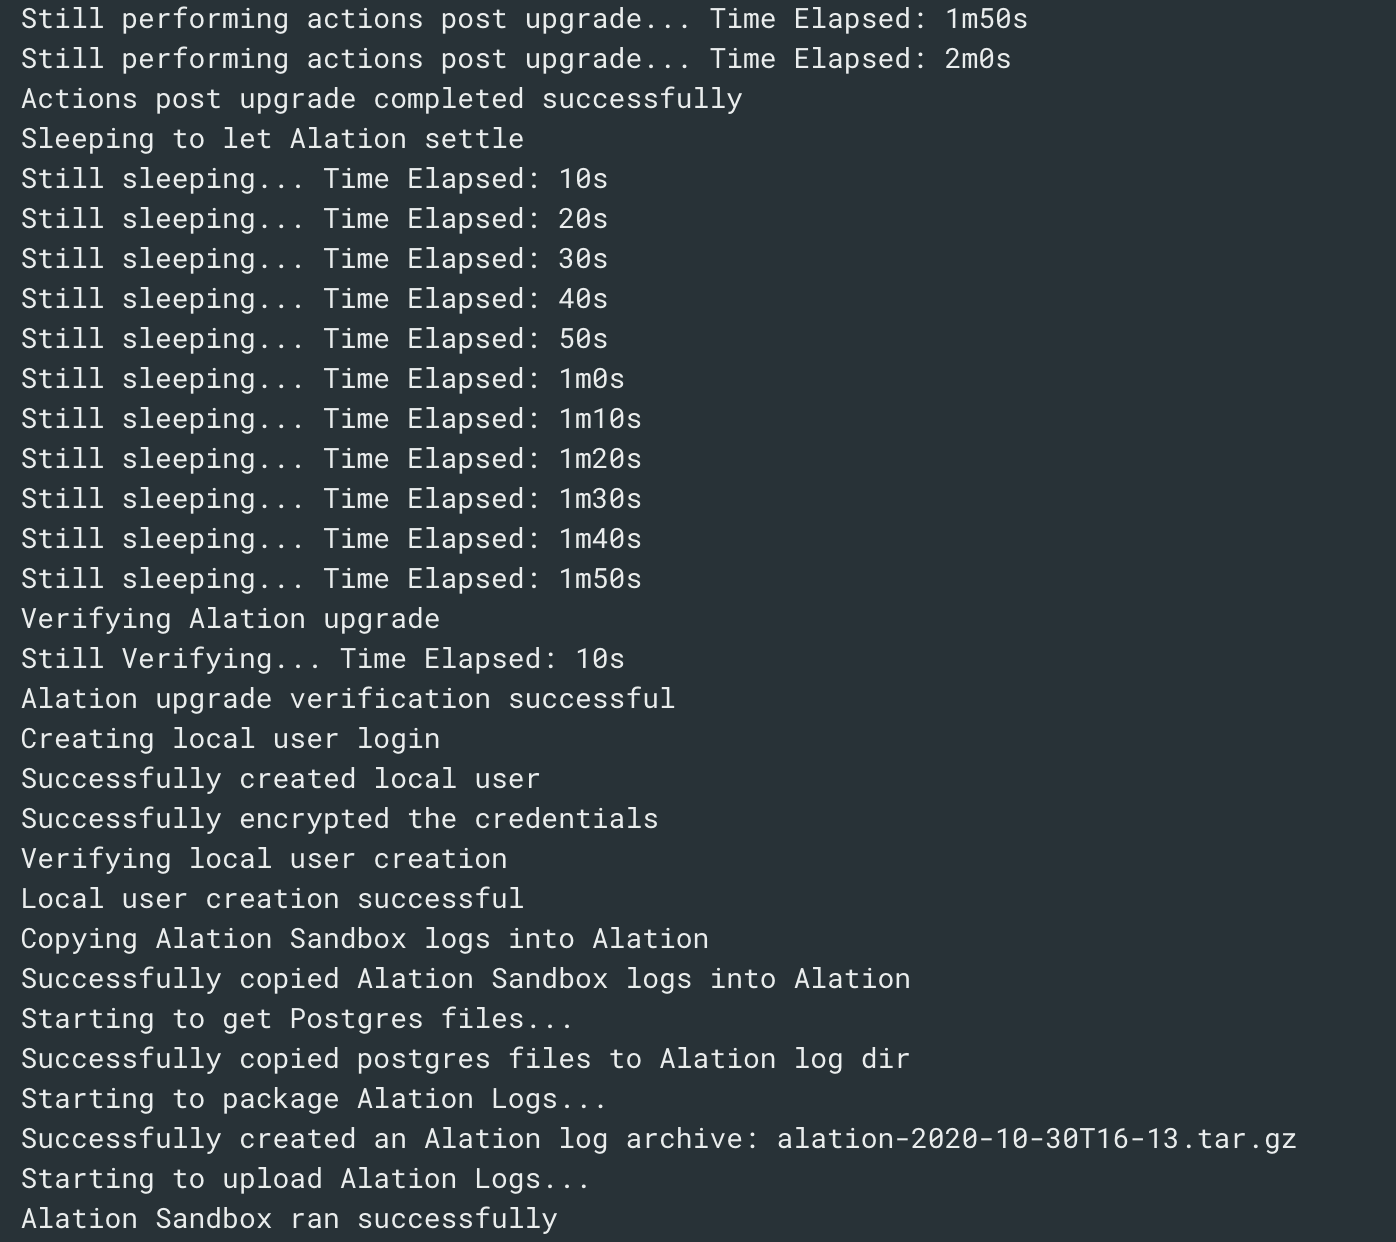 Still performing actions post upgrade... Time Elapsed: 1m50s
Still performing actions post upgrade... Time Elapsed: 2m0s
Actions post upgrade completed successfully
Sleeping to let Alation settle
Still sleeping... Time Elapsed: 10s
Still sleeping... Time Elapsed: 20s
Still sleeping... Time Elapsed: 30s
Still sleeping... Time Elapsed: 40s
Still sleeping... Time Elapsed: 50s
Still sleeping... Time Elapsed: 1m0s
Still sleeping... Time Elapsed: 1m10s
Still sleeping... Time Elapsed: 1m20s
Still sleeping... Time Elapsed: 1m30s
Still sleeping... Time Elapsed: 1m40s
Still sleeping... Time Elapsed: 1m50s
Verifying Alation upgrade
Still Verifying... Time Elapsed: 10s
Alation upgrade verification successful
Creating local user login
Successfully created local user
Successfully encrypted the credentials
Verifying local user creation
Local user creation successful
Copying Alation Sandbox logs into Alation
Successfully copied Alation Sandbox logs into Alation
Starting to get Postgres files...
Successfully copied postgres files to Alation log dir
Starting to package Alation Logs...
Successfully created an Alation log archive: alation-2020-10-30T16-13.tar.gz
Starting to upload Alation Logs...
Alation Sandbox ran successfully